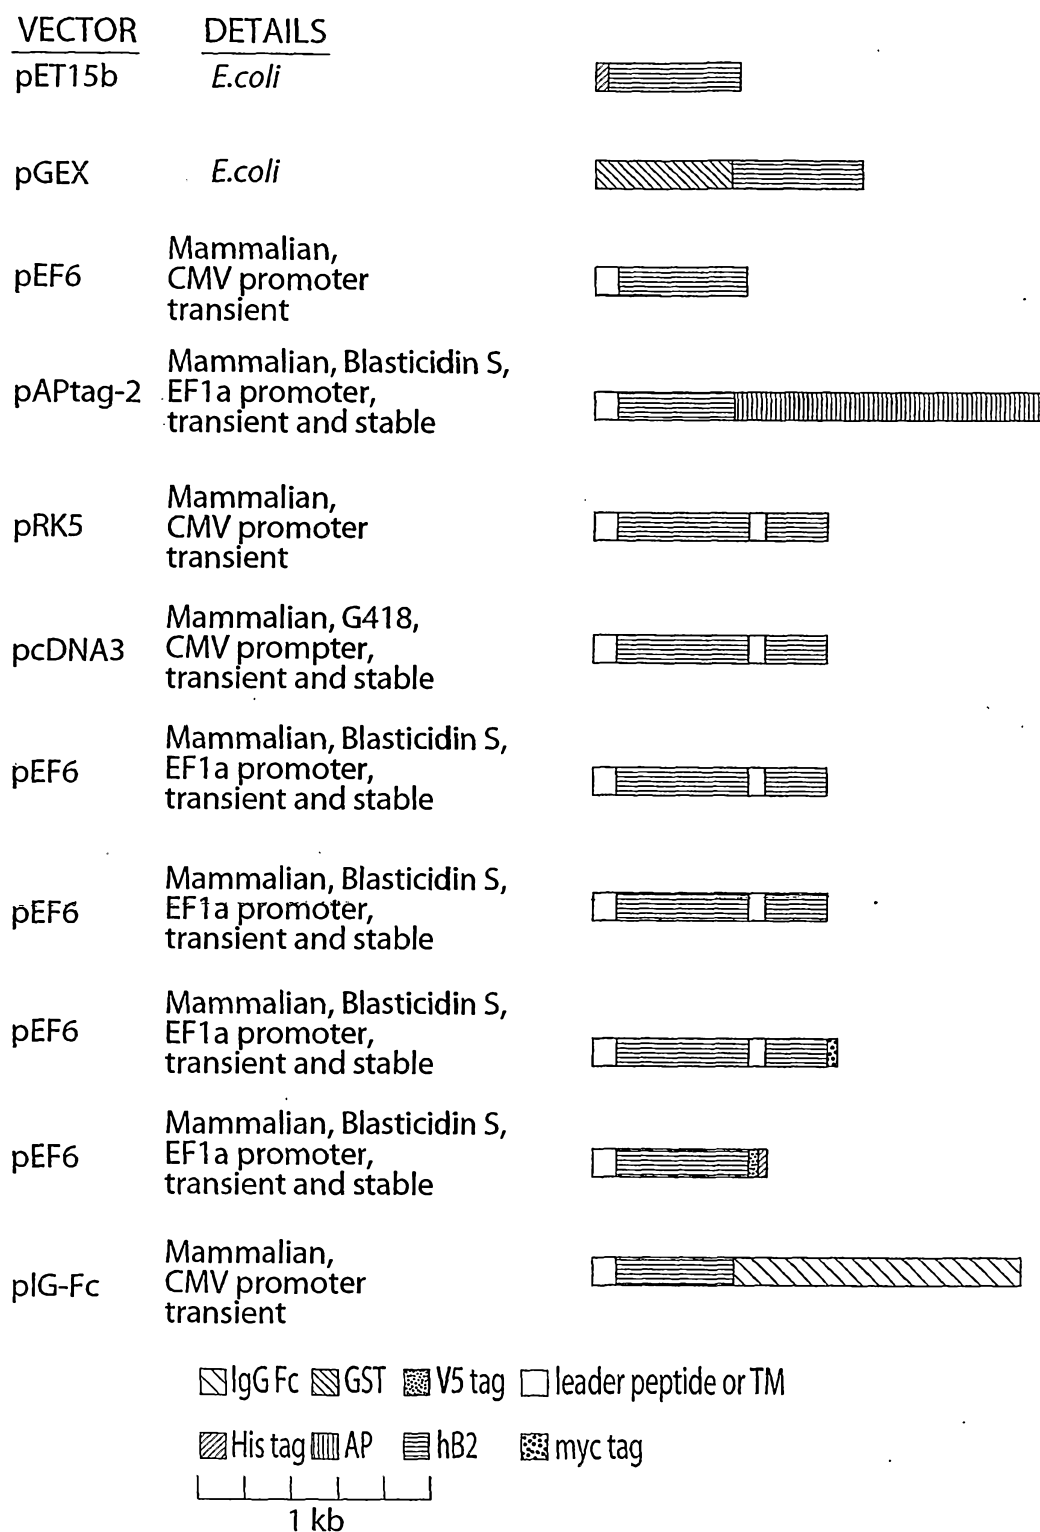 VECTOR DETAILS
pET15b E.coli
pGEX E.coli
Mammalian,
pEF6 CMV promoter
transient
Mammalian, Blasticidin S,
pAPtag-2 EF1a promoter,
transient and stable
Mammalian,
pRK5 CMV promoter
transient
Mammalian, G418,
pcDNA3 CMV prompter,
transient and stable
Mammalian, Blasticidin S,
pEF6 EF1a promoter,
transient and stable
Mammalian, Blasticidin S,
pEF6 EF1a promoter,
transient and stable
Mammalian, Blasticidin S,
pEF6 EF1a promoter,
transient and stable
Mammalian, Blasticidin S,
pEF6 EF1a promoter,
transient and stable
Mammalian,
pIG-Fc CMV promoter
transient
IgG Fc GST V5 tag leader peptide or TM
His tag AP hB2 myc tag
1 kb